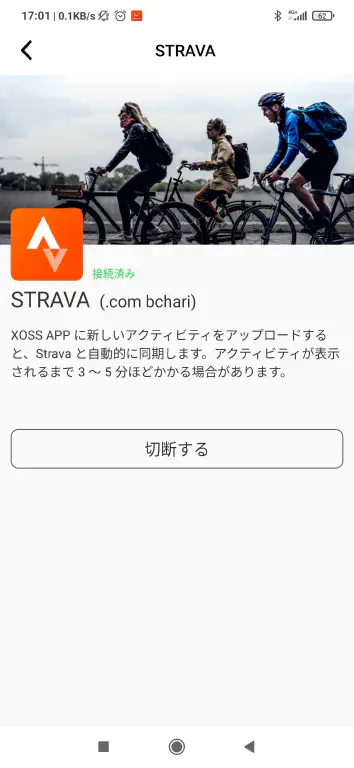 17:01 | 0.1KB/s
4G+
62
STRAVA
接続済み
STRAVA (.com bchari)
XOSS APP に新しいアクティビティをアップロードする
と、Strava と自動的に同期します。アクティビティが表示
されるまで 3 〜 5 分ほどかかる場合があります。
切断する